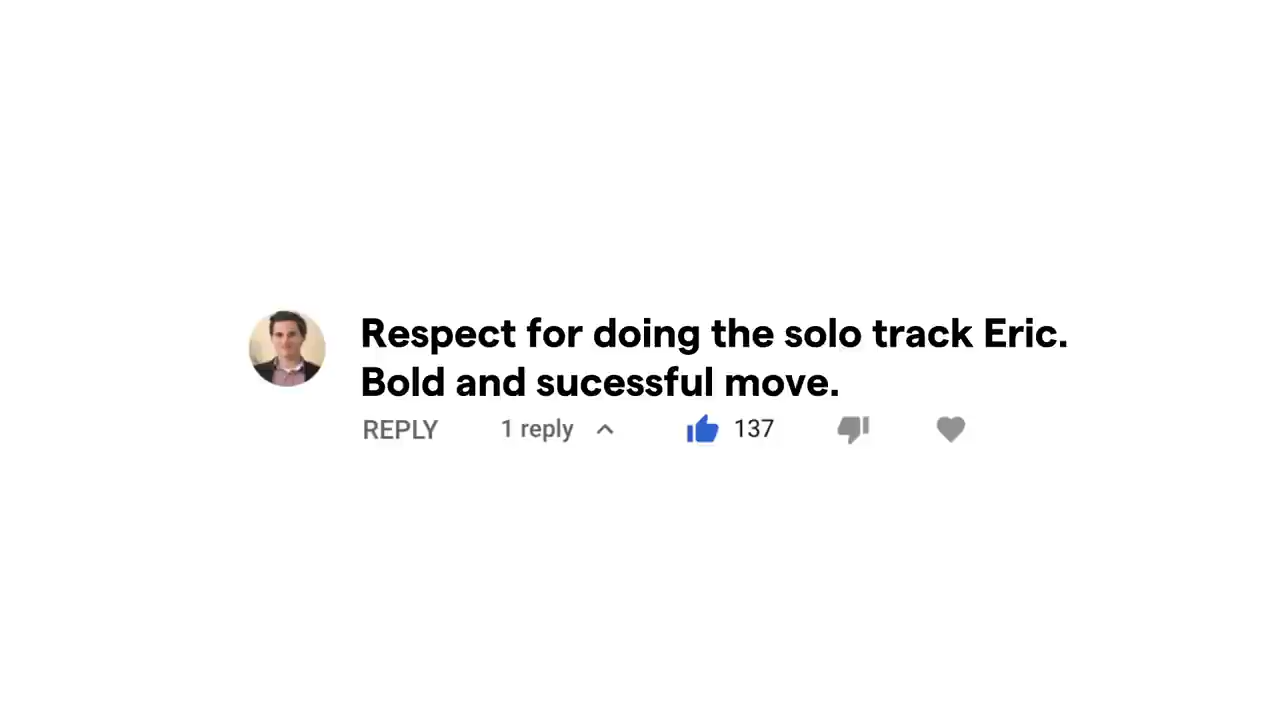 Respect for doing the solo track Eric.
Bold and sucessful move.
REPLY 1 reply 137